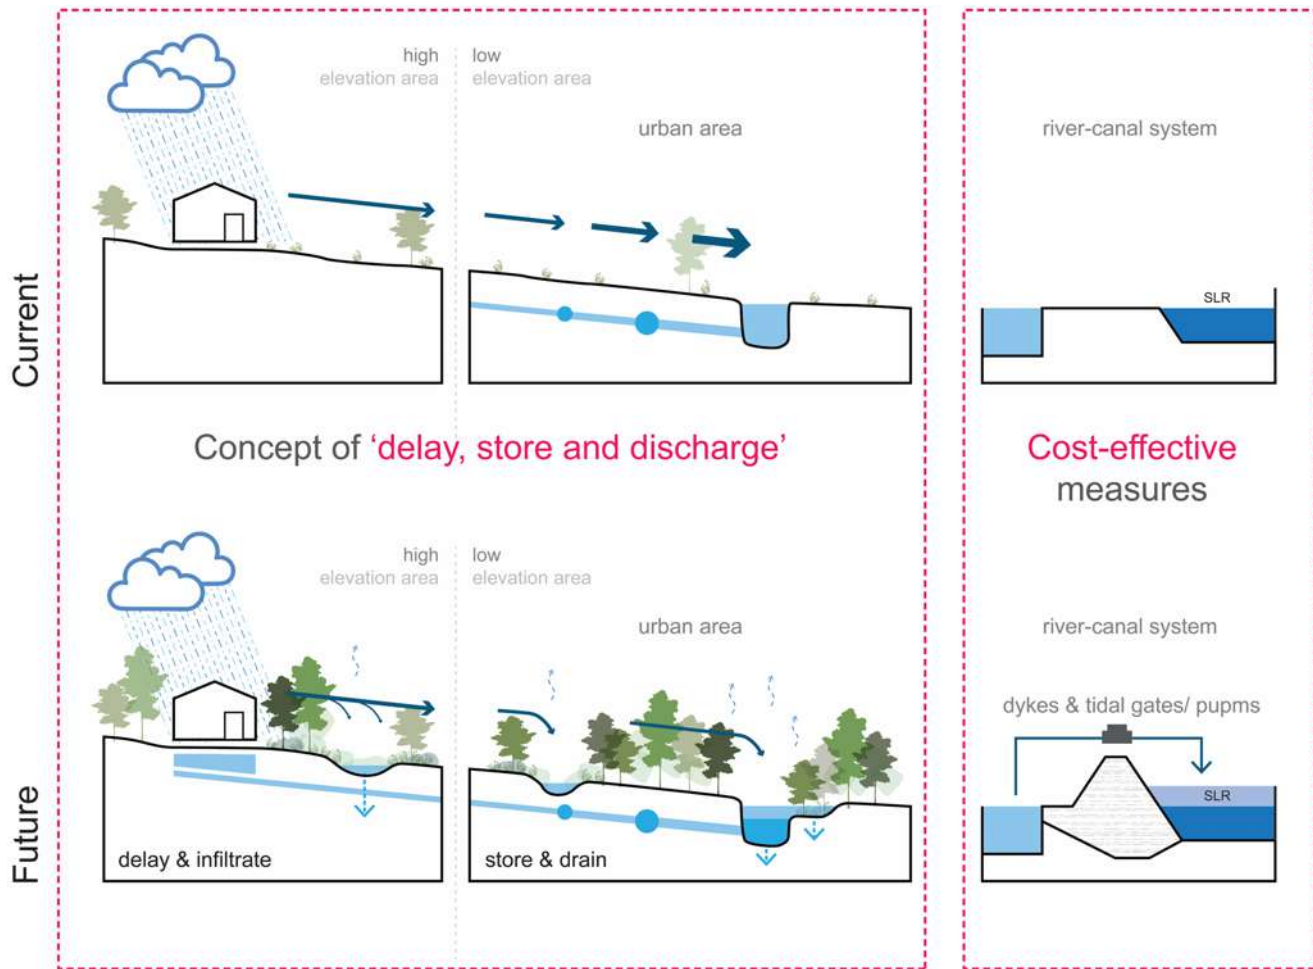 Current
high
elevation area
low
elevation area
urban area
river-canal system
SLR
Concept of ‘delay, store and discharge’
Cost-effective
measures
Future
high
elevation area
low
elevation area
urban area
river-canal system
dykes & tidal gates/ pupms
SLR
delay & infiltrate
store & drain